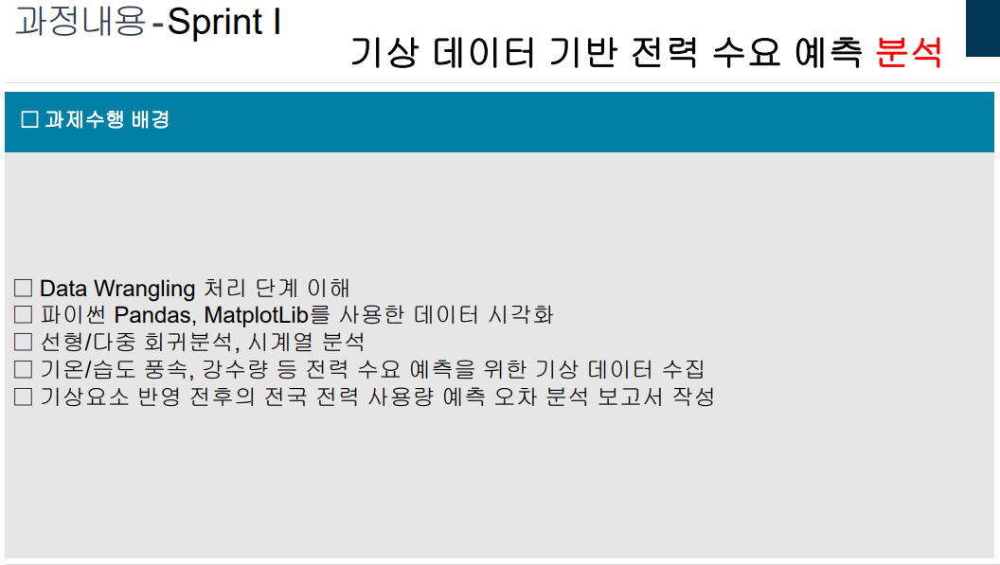 과정내용 - Sprint I
기상 데이터 기반 전력 수요 예측 분석
□ 과제수행 배경
□ Data Wrangling 처리 단계 이해
□ 파이썬 Pandas, MatplotLib를 사용한 데이터 시각화
□ 선형/다중 회귀분석, 시계열 분석
□ 기온/습도 풍속, 강수량 등 전력 수요 예측을 위한 기상 데이터 수집
□ 기상요소 반영 전후의 전국 전력 사용량 예측 오차 분석 보고서 작성